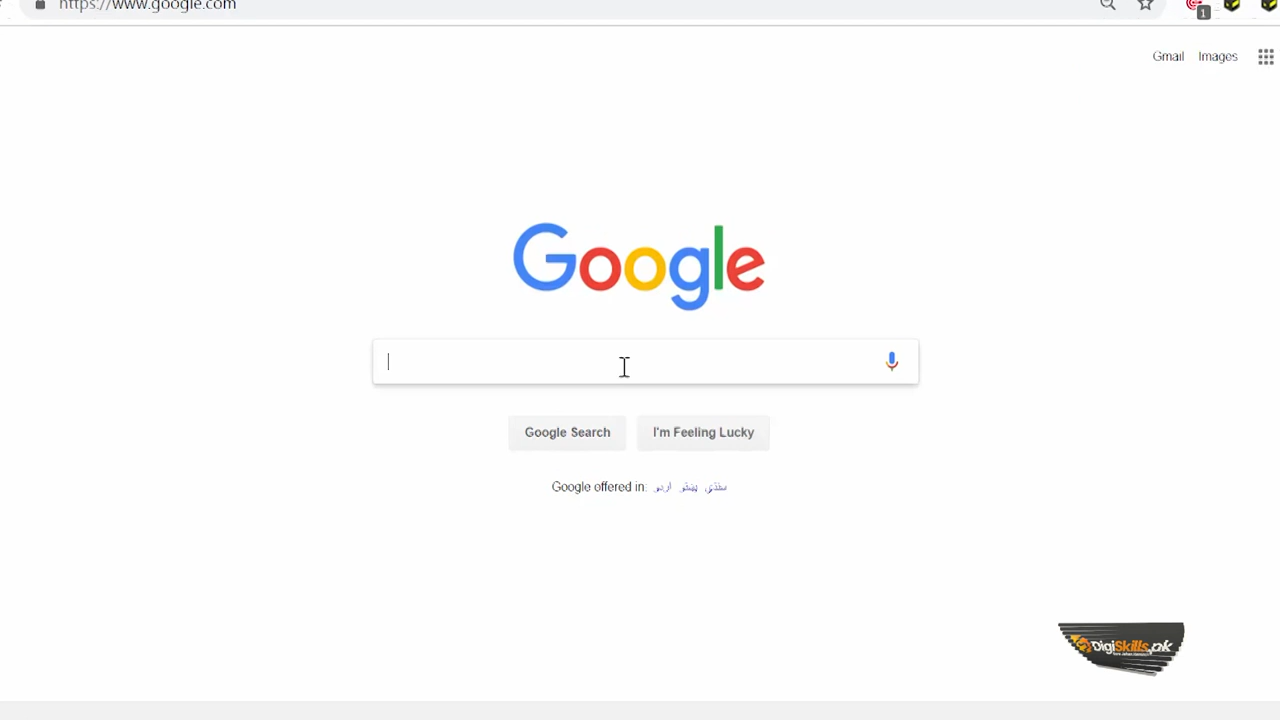 https://www.google.com
1
Gmail Images
Google
Google Search I'm Feeling Lucky
Google offered in: اردو پښتو سنڌي
DigiSkills.pk